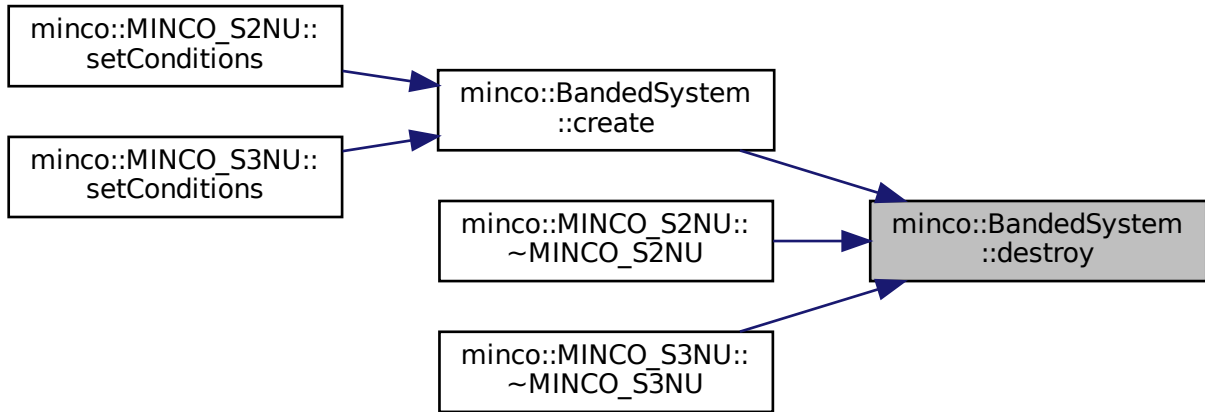 minco::MINCO_S2NU::
setConditions
minco::MINCO_S3NU::
setConditions
minco::BandedSystem
::create
minco::MINCO_S2NU::
~MINCO_S2NU
minco::MINCO_S3NU::
~MINCO_S3NU
minco::BandedSystem
::destroy